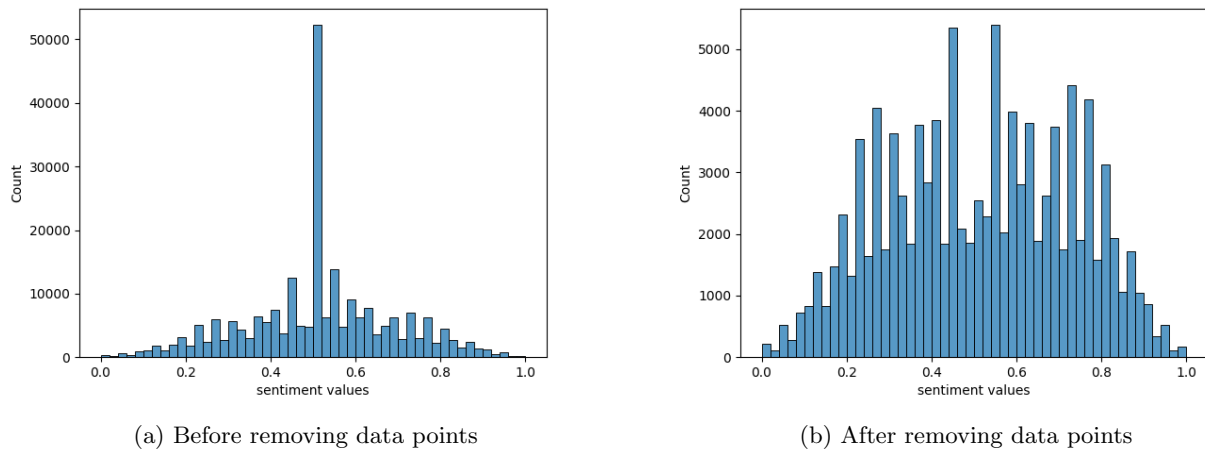 50000
40000
30000
20000
10000
0
Count
0.0 0.2 0.4 0.6 0.8 1.0
sentiment values
(a) Before removing data points
5000
4000
3000
2000
1000
0
Count
0.0 0.2 0.4 0.6 0.8 1.0
sentiment values
(b) After removing data points